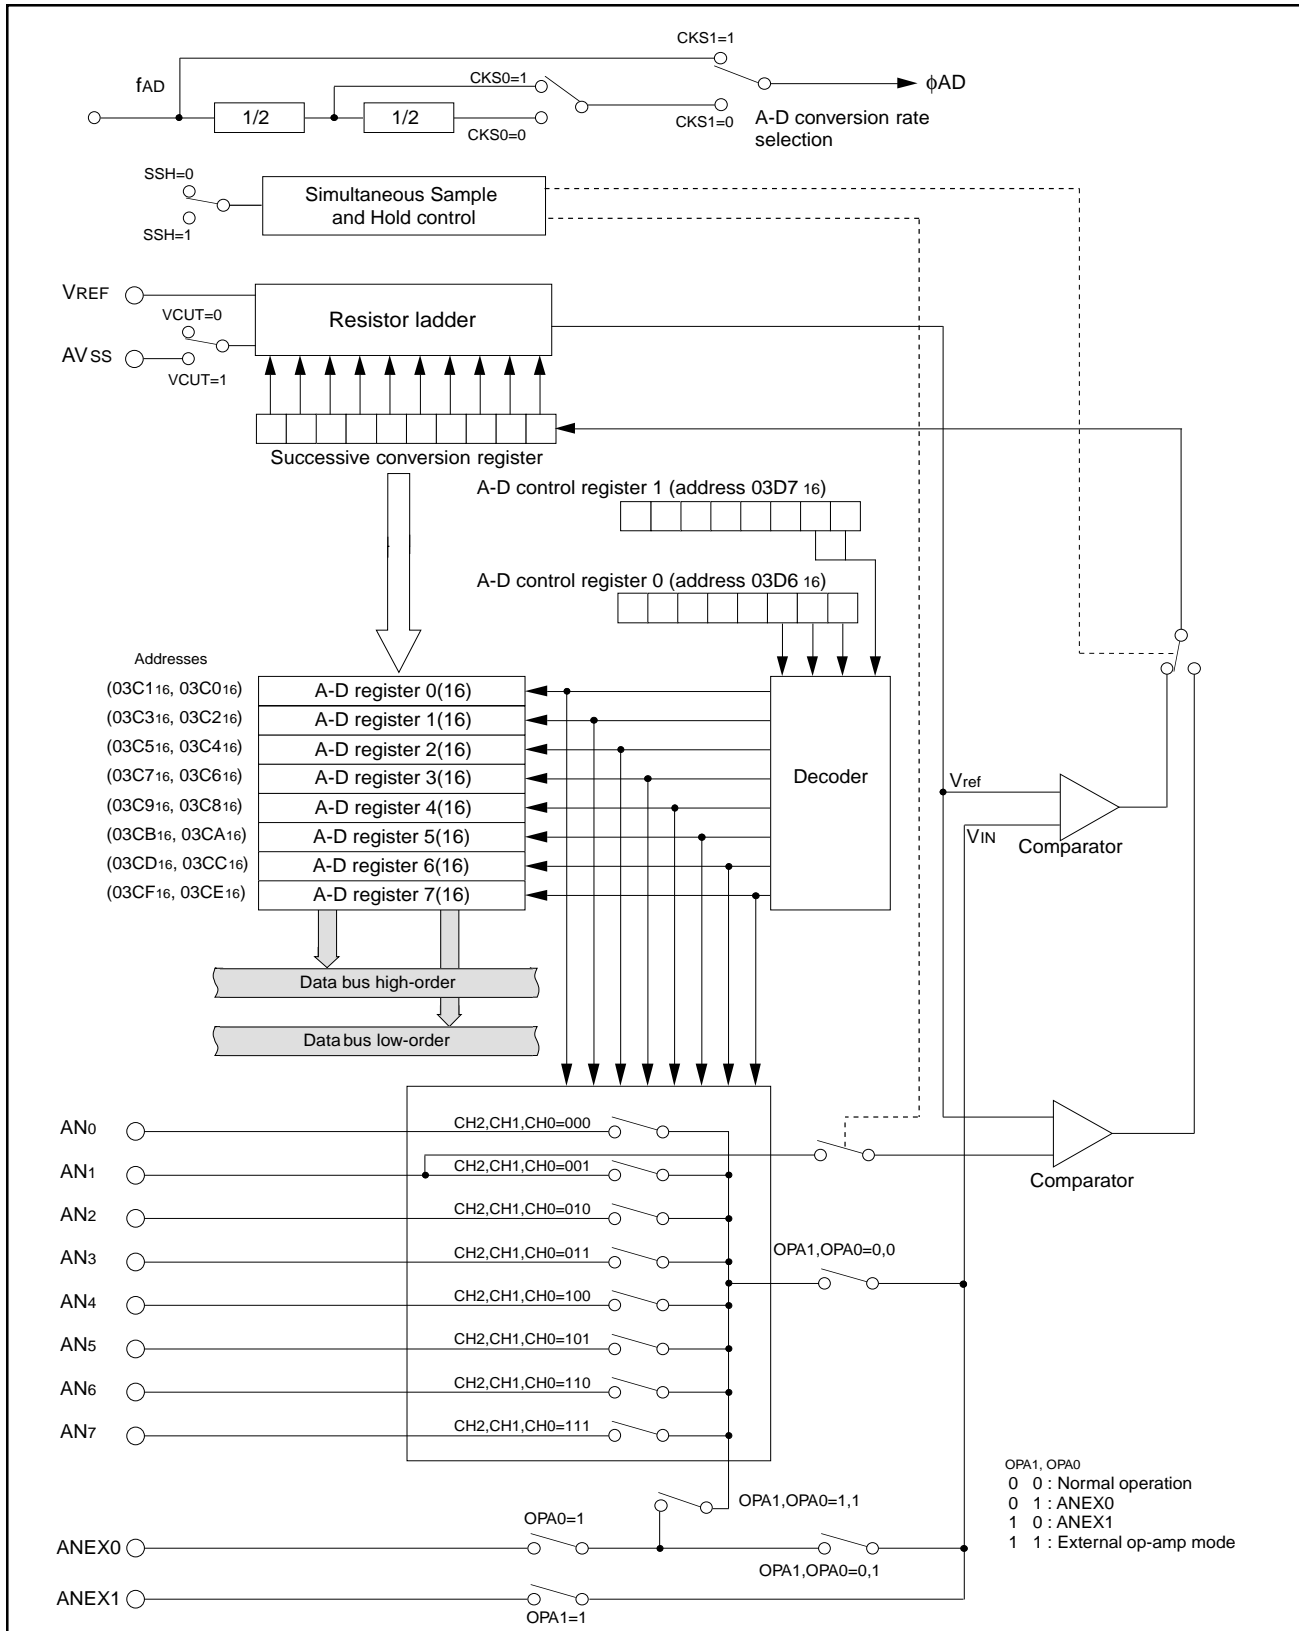 CKS1=1
fAD
CKS0=1
ϕAD
1/2
1/2
CKS0=0
CKS1=0
A-D conversion rate
selection
SSH=0
SSH=1
Simultaneous Sample
and Hold control
VREF
VCUT=0
AVSS
VCUT=1
Resistor ladder
Successive conversion register
A-D control register 1 (address 03D7 16)
A-D control register 0 (address 03D6 16)
Addresses
(03C116, 03C016) A-D register 0(16)
(03C316, 03C216) A-D register 1(16)
(03C516, 03C416) A-D register 2(16)
(03C716, 03C616) A-D register 3(16)
(03C916, 03C816) A-D register 4(16)
(03CB16, 03CA16) A-D register 5(16)
(03CD16, 03CC16) A-D register 6(16)
(03CF16, 03CE16) A-D register 7(16)
Decoder
Vref
VIN
Comparator
Data bus high-order
Data bus low-order
AN0 CH2,CH1,CH0=000
AN1 CH2,CH1,CH0=001
AN2 CH2,CH1,CH0=010
AN3 CH2,CH1,CH0=011
AN4 CH2,CH1,CH0=100
AN5 CH2,CH1,CH0=101
AN6 CH2,CH1,CH0=110
AN7 CH2,CH1,CH0=111
Comparator
OPA1,OPA0=0,0
OPA1,OPA0=1,1
ANEX0
OPA0=1
OPA1,OPA0=0,1
ANEX1
OPA1=1
OPA1, OPA0
0 0 : Normal operation
0 1 : ANEX0
1 0 : ANEX1
1 1 : External op-amp mode